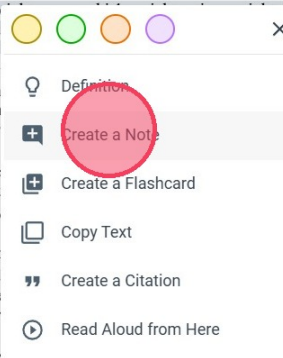 Definition
Create a Note
Create a Flashcard
Copy Text
Create a Citation
Read Aloud from Here